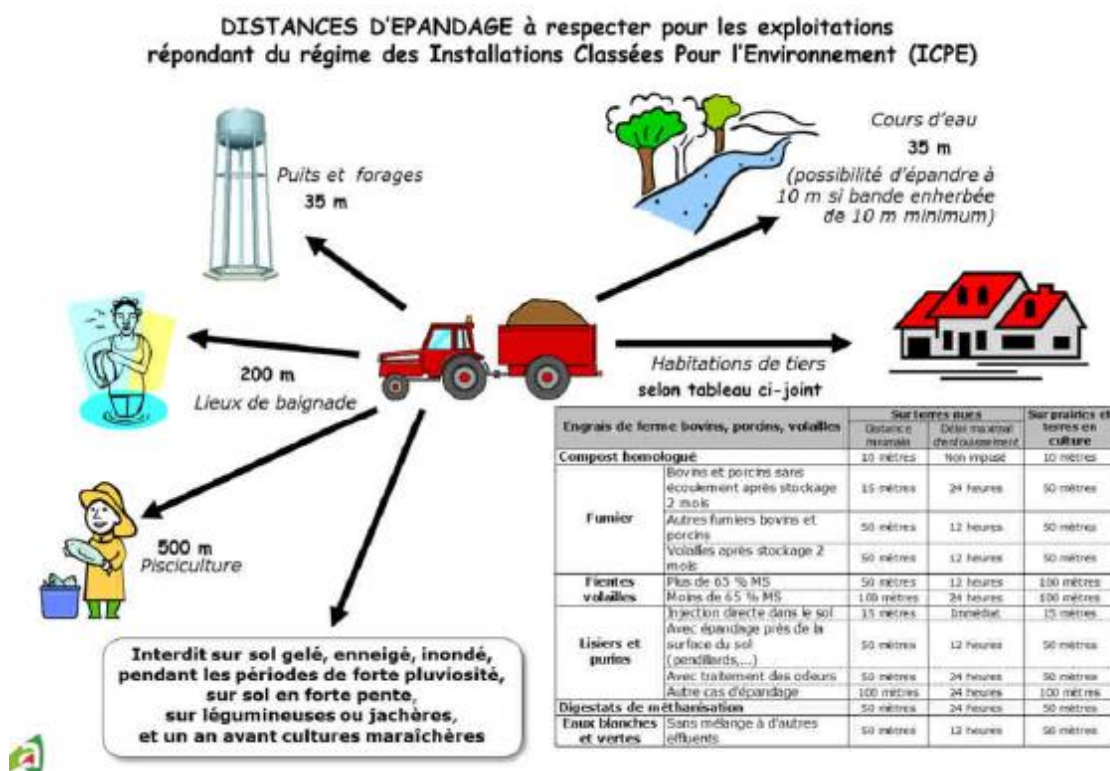 DISTANCES D'EPANDAGE à respecter pour les exploitations
répondant du régime des Installations Classées Pour l'Environnement (ICPE)
Puits et forages
35 m
Cours d'eau
35 m
(possibilité d'épandre à
10 m si bande enherbée
de 10 m minimum)
200 m
Lieux de baignade
Habitations de tiers
selon tableau ci-joint
500 m
Pisciculture
Interdit sur sol gelé, enneigé, inondé,
pendant les périodes de forte pluviosité,
sur sol en forte pente,
sur légumineuses ou jachères,
et un an avant cultures maraîchères
Engrais de ferme bovins, porcins, volailles
Sur terres nues
Sur prairies et
terres en
culture
Distance
minimale
Délai maximal
d'enfouissement
Compost homologué
10 mètres
Non imposé
10 mètres
Fumier
Bovins et porcins sans
écoulement après stockage
2 mois
15 mètres
24 heures
50 mètres
Autres fumiers bovins et
porcins
50 mètres
12 heures
50 mètres
Volailles après stockage 2
mois
50 mètres
12 heures
50 mètres
Fientes
volailles
Plus de 65 % MS
50 mètres
12 heures
100 mètres
Moins de 65 % MS
100 mètres
24 heures
100 mètres
Lisiers et
purins
Injection directe dans le sol
15 mètres
Immédiat
15 mètres
Avec épandage près de la
surface du sol
(pendillards,...)
50 mètres
12 heures
50 mètres
Avec traitement des odeurs
50 mètres
24 heures
50 mètres
Autre cas d'épandage
100 mètres
24 heures
100 mètres
Digestats de méthanisation
50 mètres
24 heures
50 mètres
Eaux blanches
et vertes
Sans mélange à d'autres
effluents
50 mètres
12 heures
50 mètres